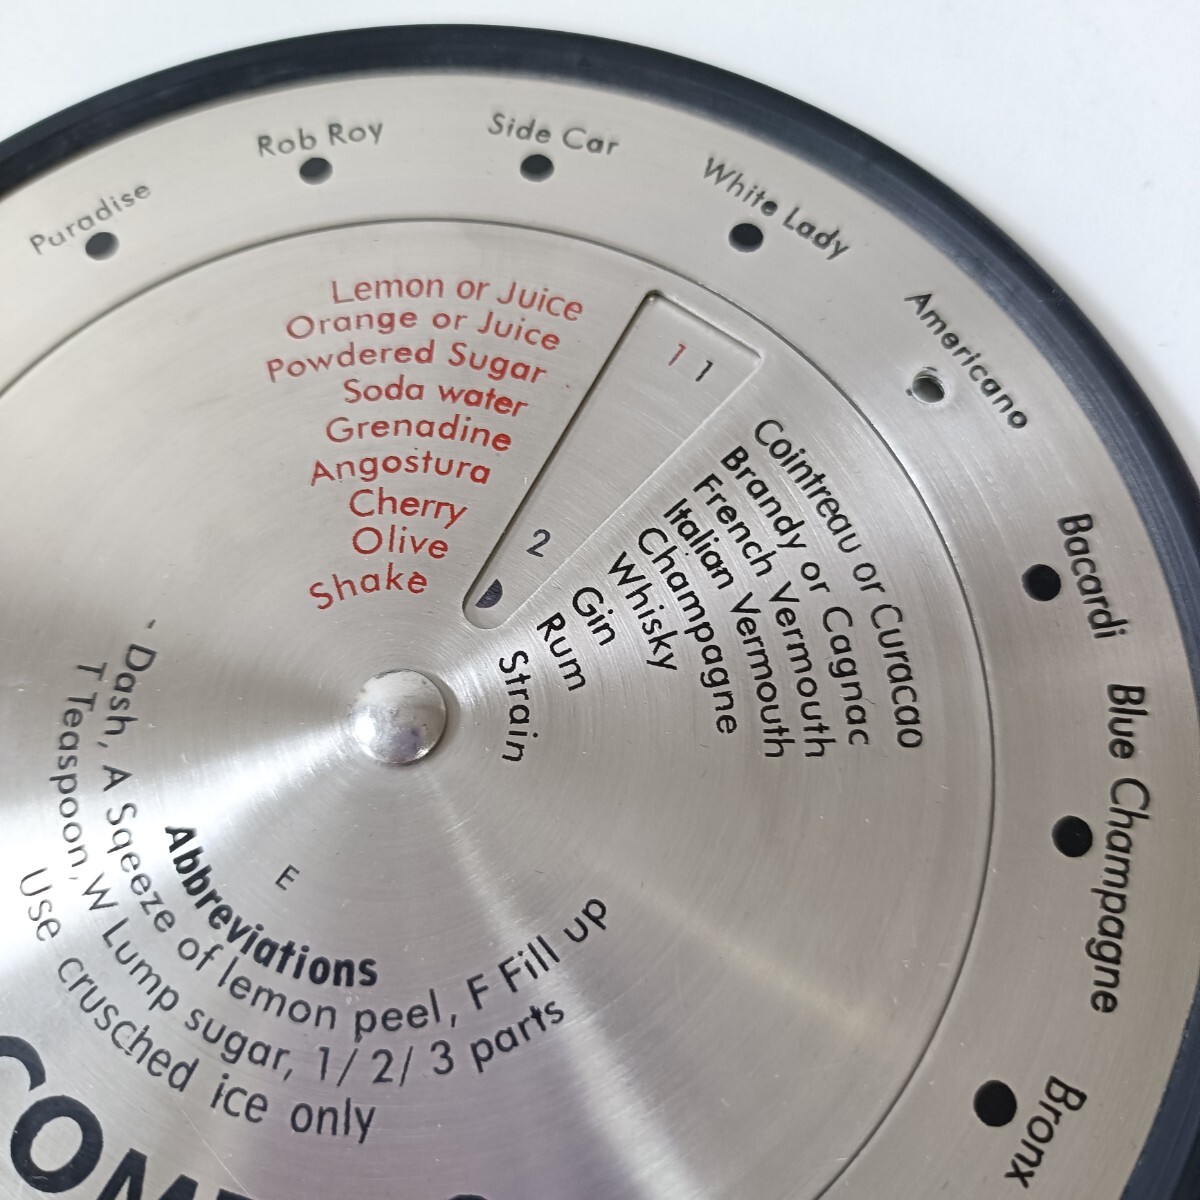 Puradise
Rob Roy
Side Car
White Lady
Americano
Bacardi
Blue Champagne
Bronx
Lemon or Juice
Orange or Juice
Powdered Sugar
Soda water
Grenadine
Angostura
Cherry
Olive
Shake
1 1
2
Cointreau or Curacao
Brandy or Cagnac
French Vermouth
Italian Vermouth
Champagne
Whisky
Gin
Rum
Strain
E
Abbreviations
- Dash, A Sqeeze of lemon peel, F Fill up
T Teaspoon, W Lump sugar, 1/ 2/ 3 parts
Use crusched ice only